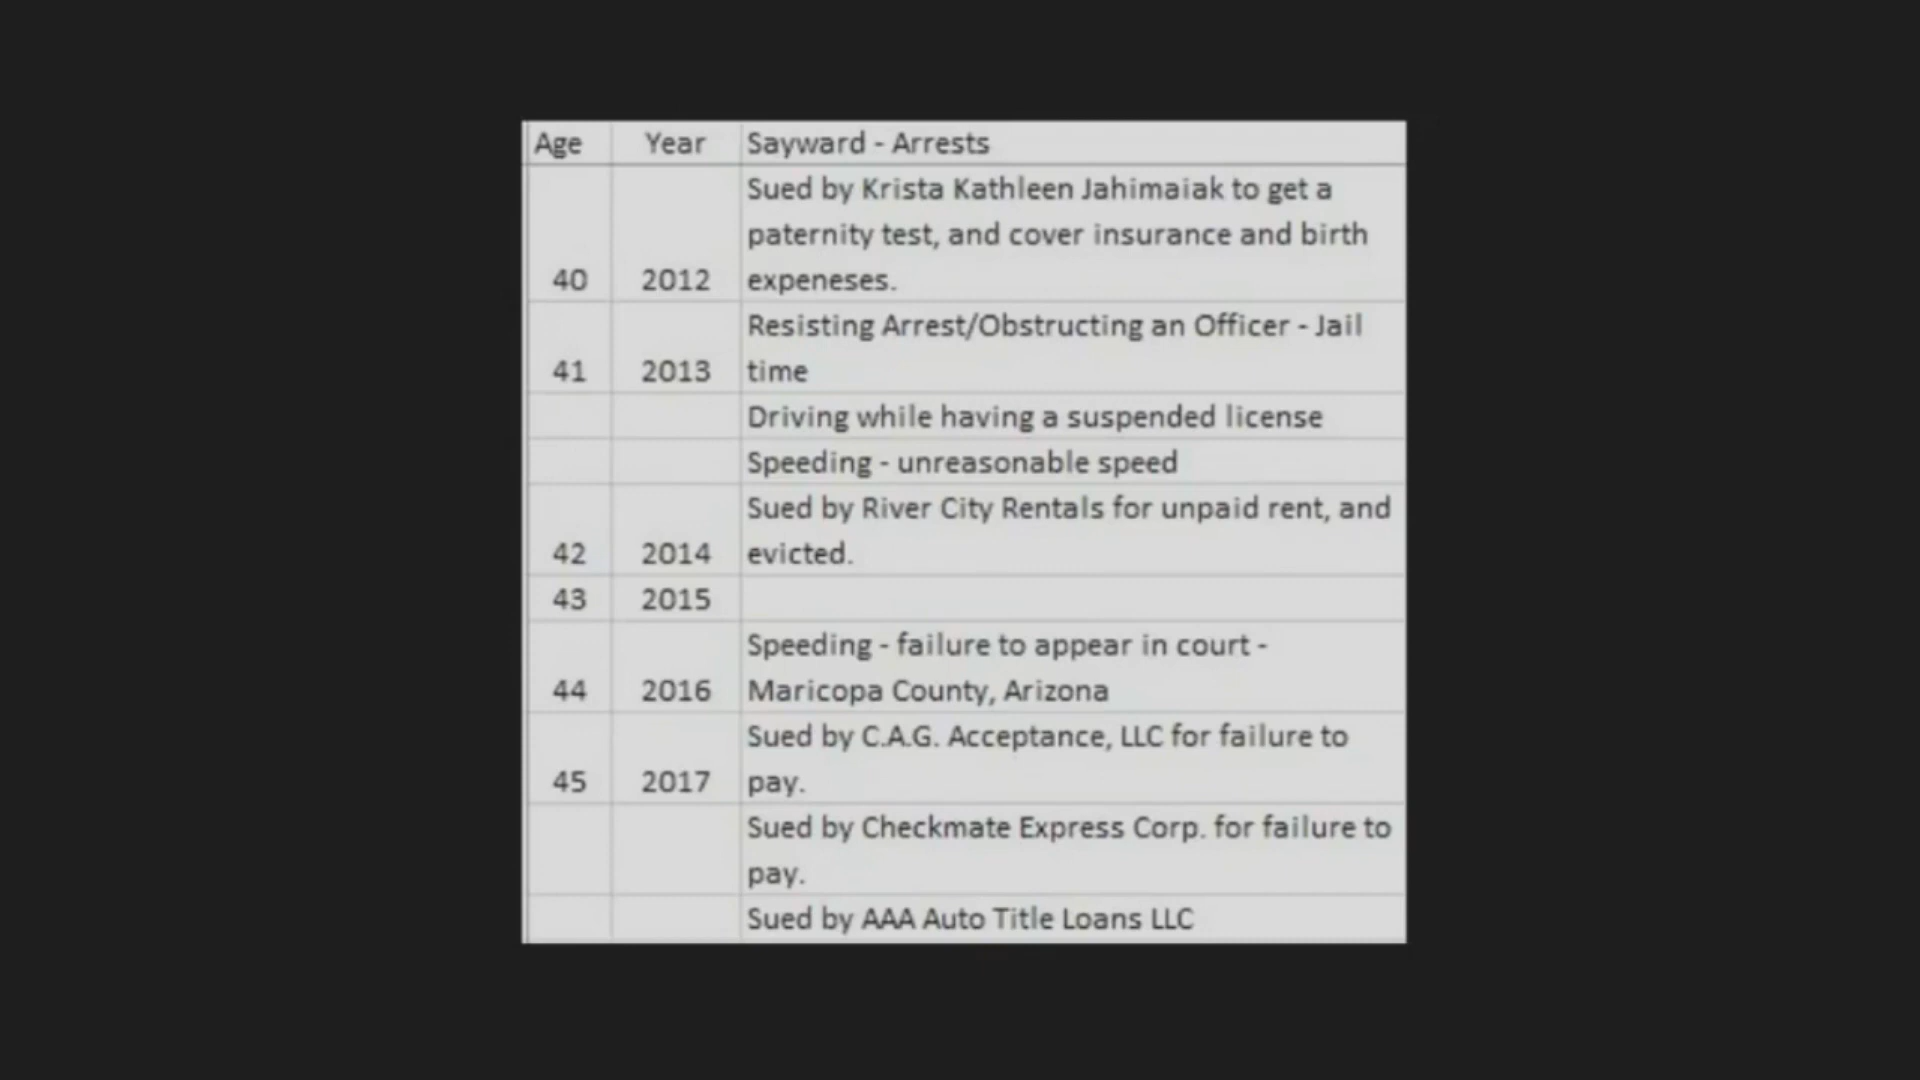 Age Year Sayward - Arrests
Sued by Krista Kathleen Jahimaiak to get a
paternity test, and cover insurance and birth
40 2012 expeneses.
Resisting Arrest/Obstructing an Officer - Jail
41 2013 time
Driving while having a suspended license
Speeding - unreasonable speed
Sued by River City Rentals for unpaid rent, and
42 2014 evicted.
43 2015
Speeding - failure to appear in court -
44 2016 Maricopa County, Arizona
Sued by C.A.G. Acceptance, LLC for failure to
45 2017 pay.
Sued by Checkmate Express Corp. for failure to
pay.
Sued by AAA Auto Title Loans LLC